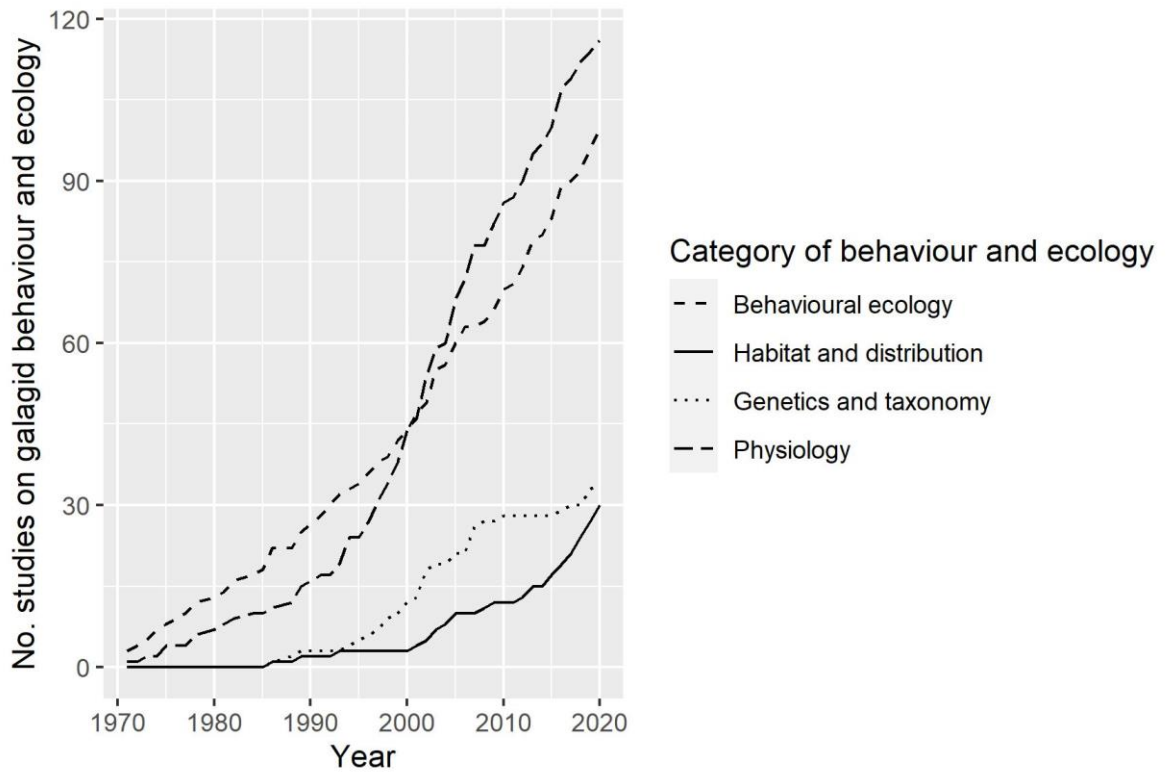 No. studies on galagid behaviour and ecology
120
90
60
30
0
1970 1980 1990 2000 2010 2020
Year
Category of behaviour and ecology
Behavioural ecology
Habitat and distribution
Genetics and taxonomy
Physiology